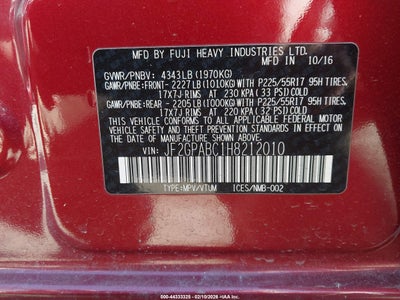 MFD. BY FUJI HEAVY INDUSTRIES LTD.
MFD. IN 10/16
GVWR/PNBV: 4343LB (1970KG)
GAWR/PNBE: FRONT- 2227LB (1010KG) WITH P225/55R17 95H TIRES.
17X7J RIMS AT 230 KPA (33 PSI) COLD
GAWR/PNBE: REAR - 2205LB (1000KG) WITH P225/55R17 95H TIRES.
17X7J RIMS AT 220 KPA (32 PSI) COLD
THIS VEHICLE CONFORMS TO ALL APPLICABLE
FEDERAL MOTOR VEHICLE SAFETY, BUMPER,
AND THEFT PREVENTION STANDARDS IN EFFECT ON THE
DATE OF MANUFACTURE SHOWN ABOVE.
VIN: JF2GPABC1H8212010
TYPE:MPV/VTUM ICES/NMB-002
500-44333325 - 02/10/2026 - IAA Inc.